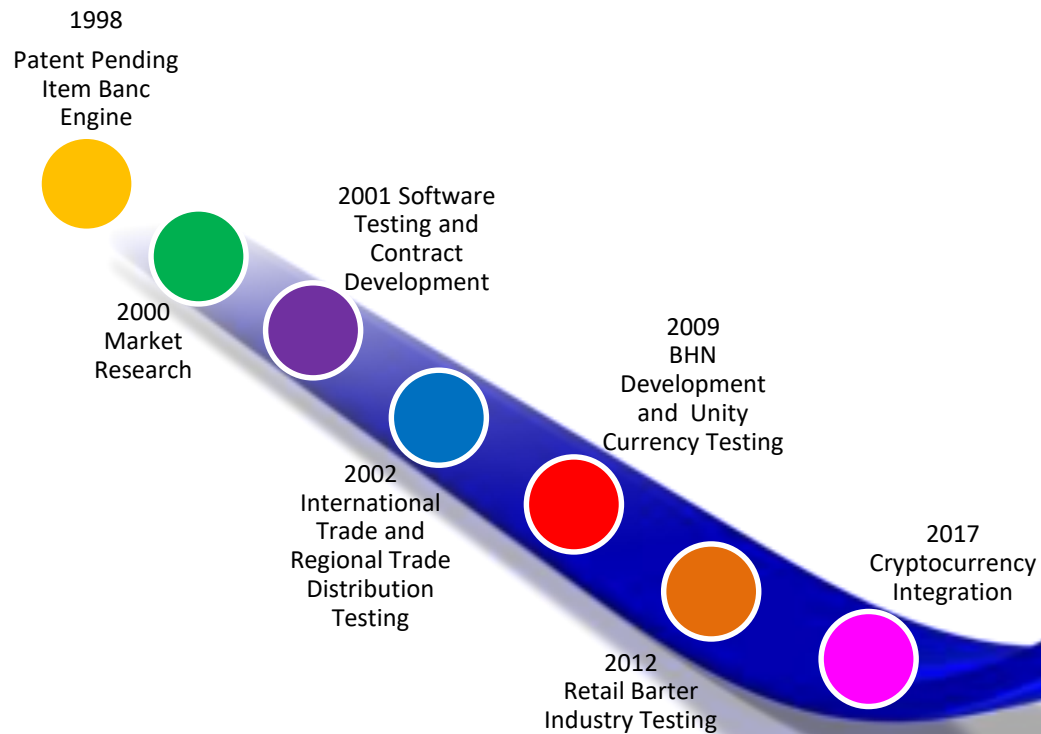 1998
Patent Pending
Item Banc
Engine
2000
Market
Research
2001 Software
Testing and
Contract
Development
2002
International
Trade and
Regional Trade
Distribution
Testing
2009
BHN
Development
and Unity
Currency Testing
2012
Retail Barter
Industry Testing
2017
Cryptocurrency
Integration